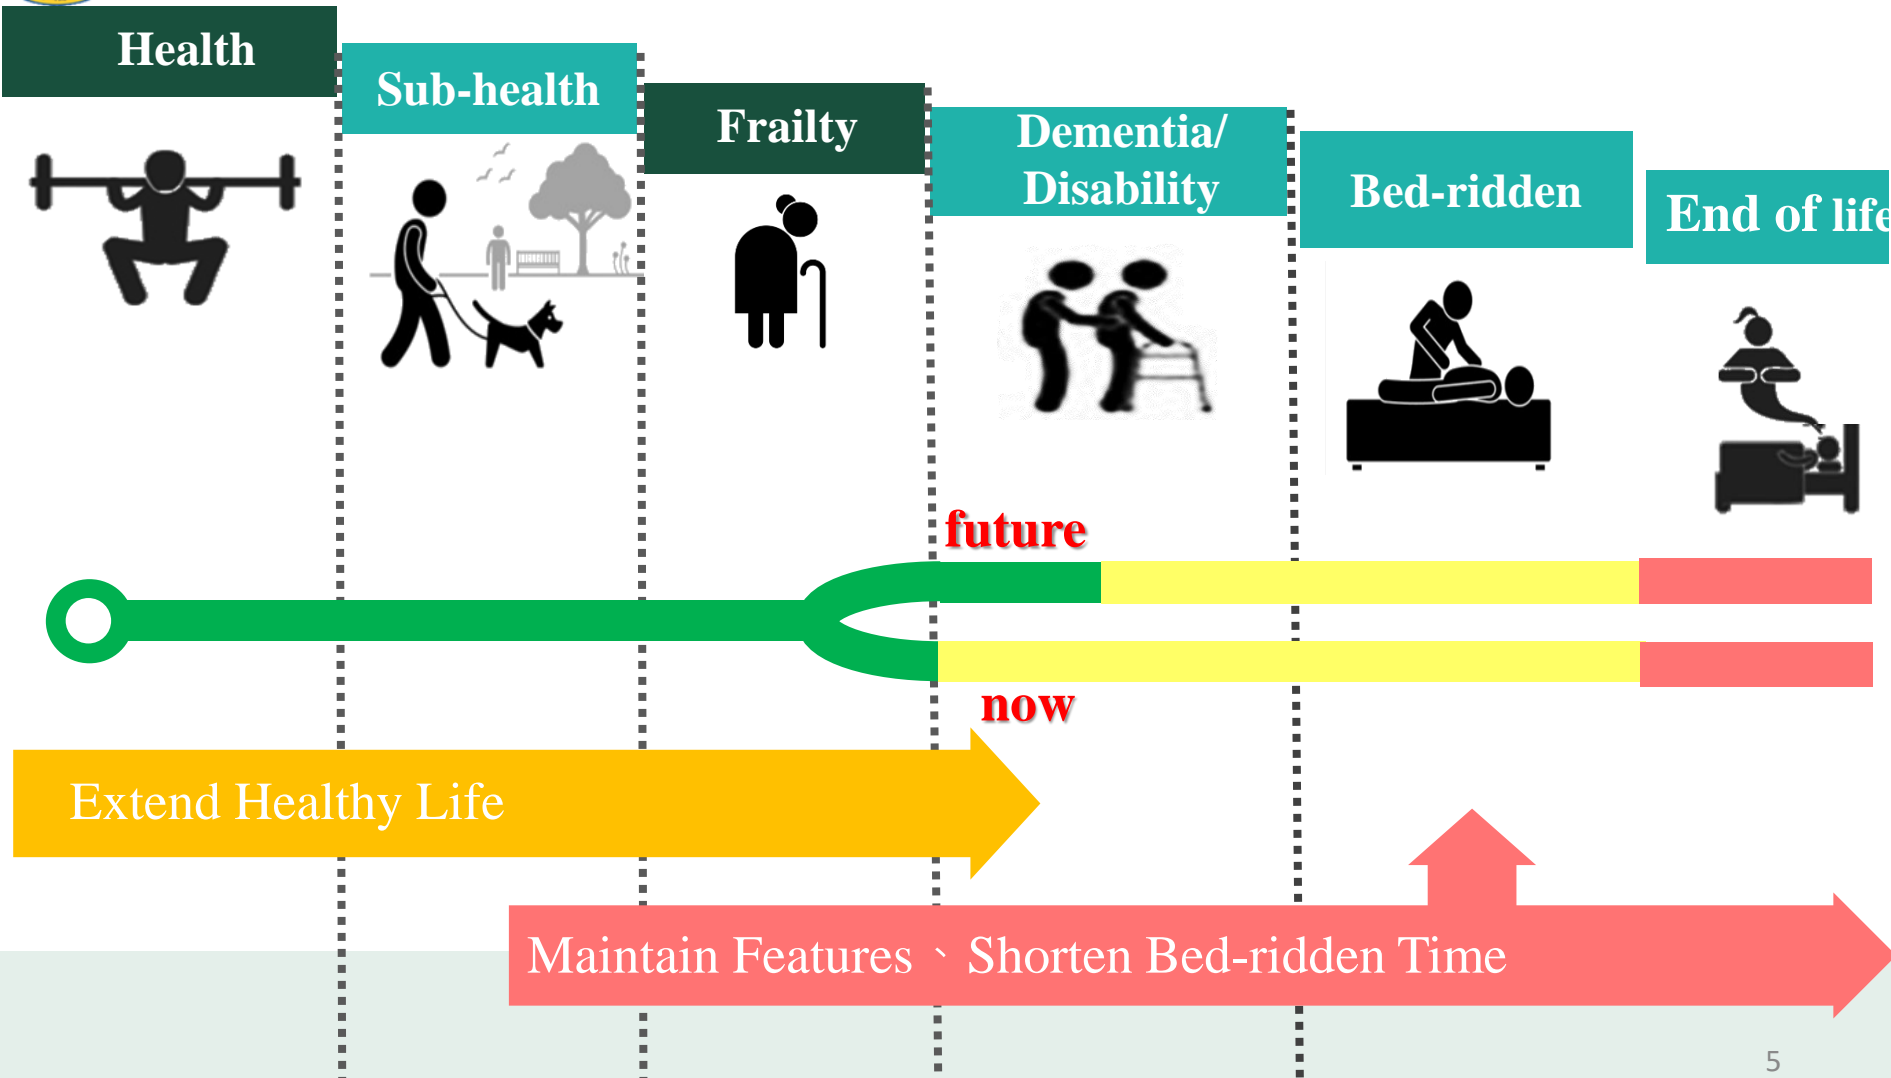 Health
Sub-health
Frailty
Dementia/
Disability
Bed-ridden
End of life
future
now
Extend Healthy Life
Maintain Features、Shorten Bed-ridden Time
5